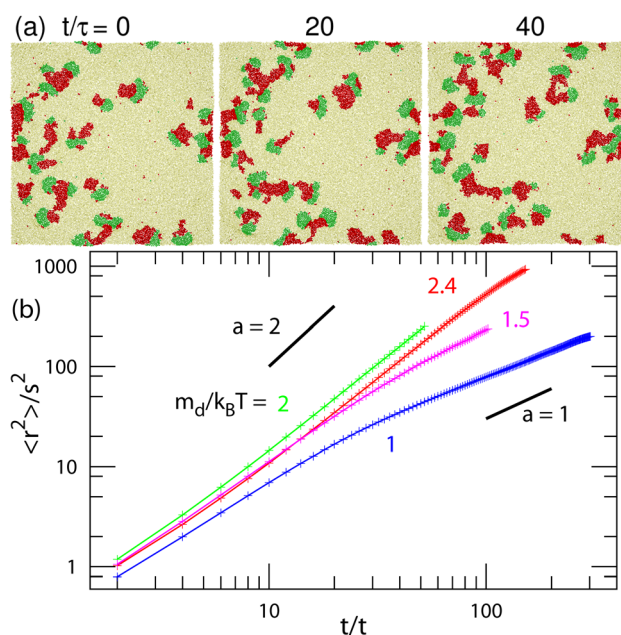 (a) t/τ = 0 20 40
(b)
1000
100
10
1
<r²>/s²
a = 2
2.4
1.5
m_d/k_BT = 2
1
a = 1
10 100
t/t